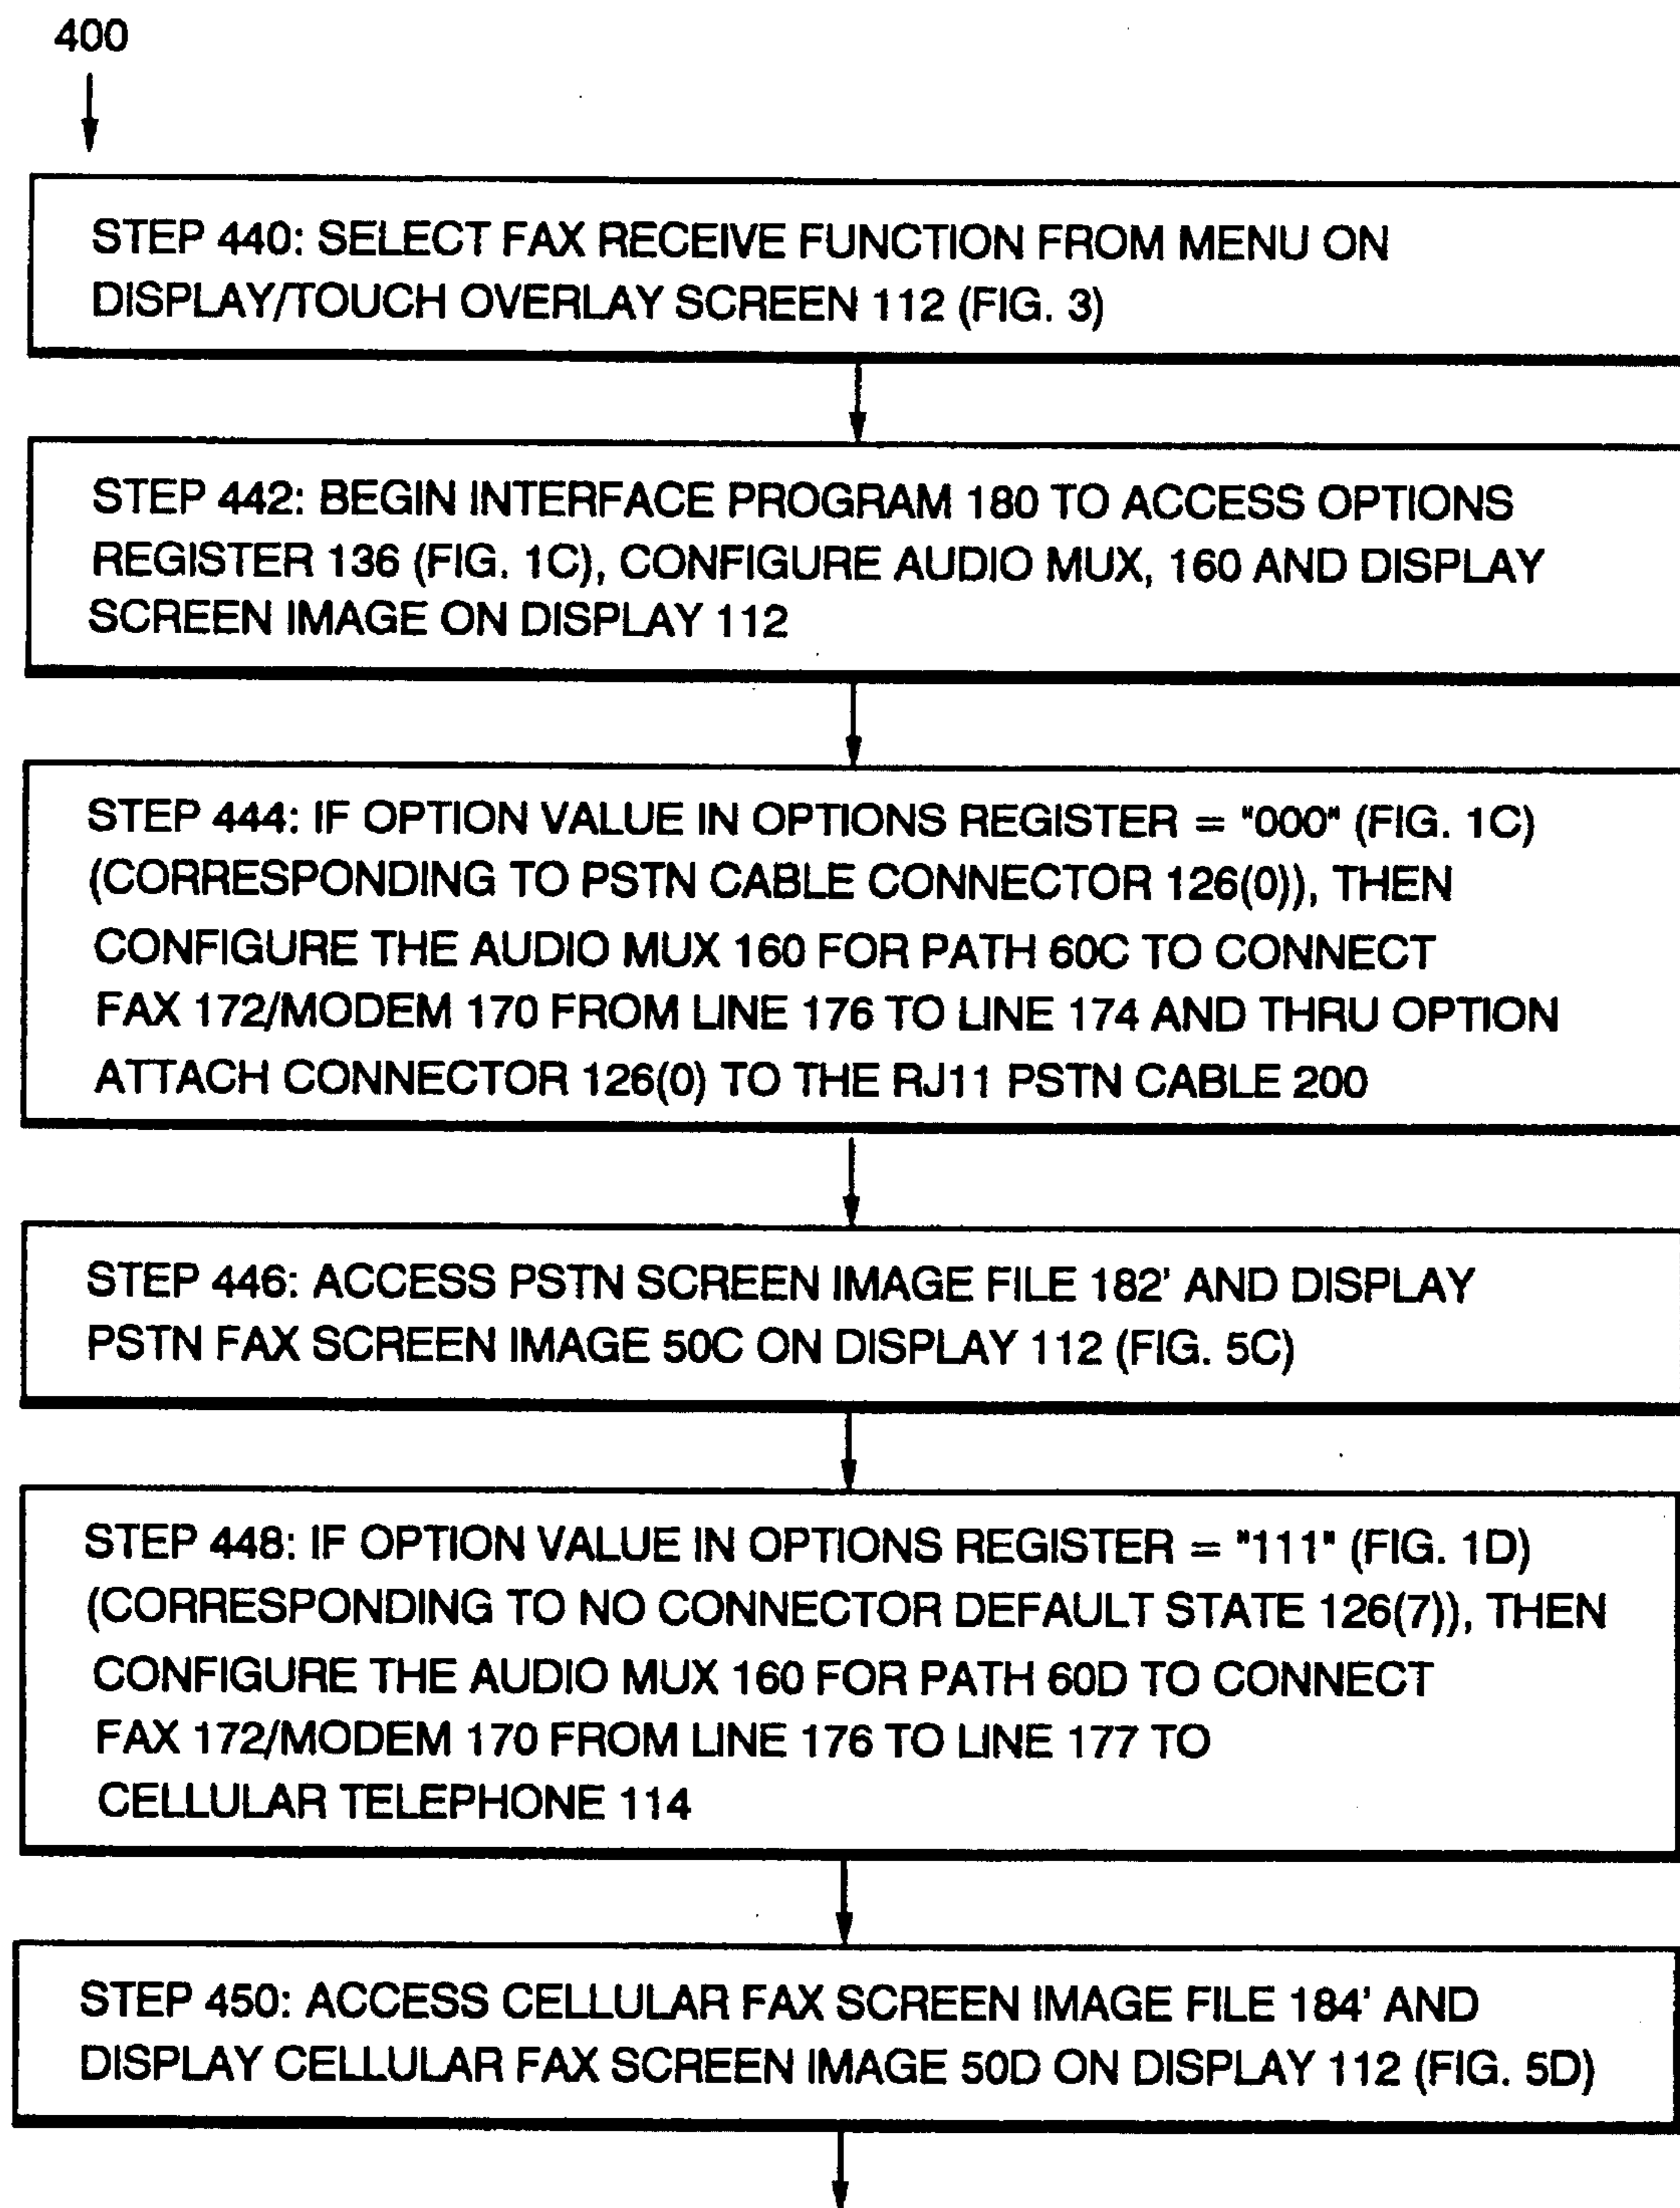 400
STEP 440: SELECT FAX RECEIVE FUNCTION FROM MENU ON
DISPLAY/TOUCH OVERLAY SCREEN 112 (FIG. 3)
STEP 442: BEGIN INTERFACE PROGRAM 180 TO ACCESS OPTIONS
REGISTER 136 (FIG. 1C), CONFIGURE AUDIO MUX, 160 AND DISPLAY
SCREEN IMAGE ON DISPLAY 112
STEP 444: IF OPTION VALUE IN OPTIONS REGISTER = "000" (FIG. 1C)
(CORRESPONDING TO PSTN CABLE CONNECTOR 126(0)), THEN
CONFIGURE THE AUDIO MUX 160 FOR PATH 60C TO CONNECT
FAX 172/MODEM 170 FROM LINE 176 TO LINE 174 AND THRU OPTION
ATTACH CONNECTOR 126(0) TO THE RJ11 PSTN CABLE 200
STEP 446: ACCESS PSTN SCREEN IMAGE FILE 182' AND DISPLAY
PSTN FAX SCREEN IMAGE 50C ON DISPLAY 112 (FIG. 5C)
STEP 448: IF OPTION VALUE IN OPTIONS REGISTER = "111" (FIG. 1D)
(CORRESPONDING TO NO CONNECTOR DEFAULT STATE 126(7)), THEN
CONFIGURE THE AUDIO MUX 160 FOR PATH 60D TO CONNECT
FAX 172/MODEM 170 FROM LINE 176 TO LINE 177 TO
CELLULAR TELEPHONE 114
STEP 450: ACCESS CELLULAR FAX SCREEN IMAGE FILE 184' AND
DISPLAY CELLULAR FAX SCREEN IMAGE 50D ON DISPLAY 112 (FIG. 5D)